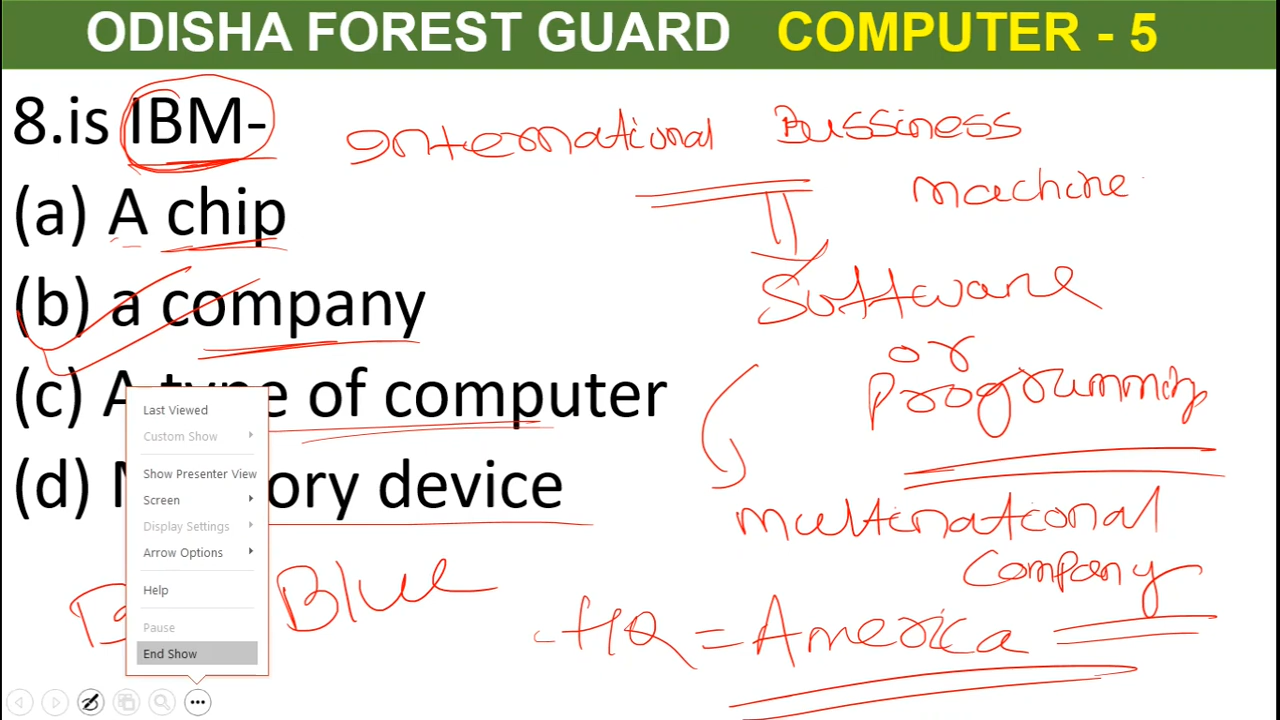 ODISHA FOREST GUARD COMPUTER - 5
8.is IBM-
International Bussiness
machine
(a) A chip
(b) a company
Software
or
Programming
(c) A type of computer
(d) ory device
multinational
Company
Blue
HQ = America
Last Viewed
Custom Show
Show Presenter View
Screen
Display Settings
Arrow Options
Help
Pause
End Show